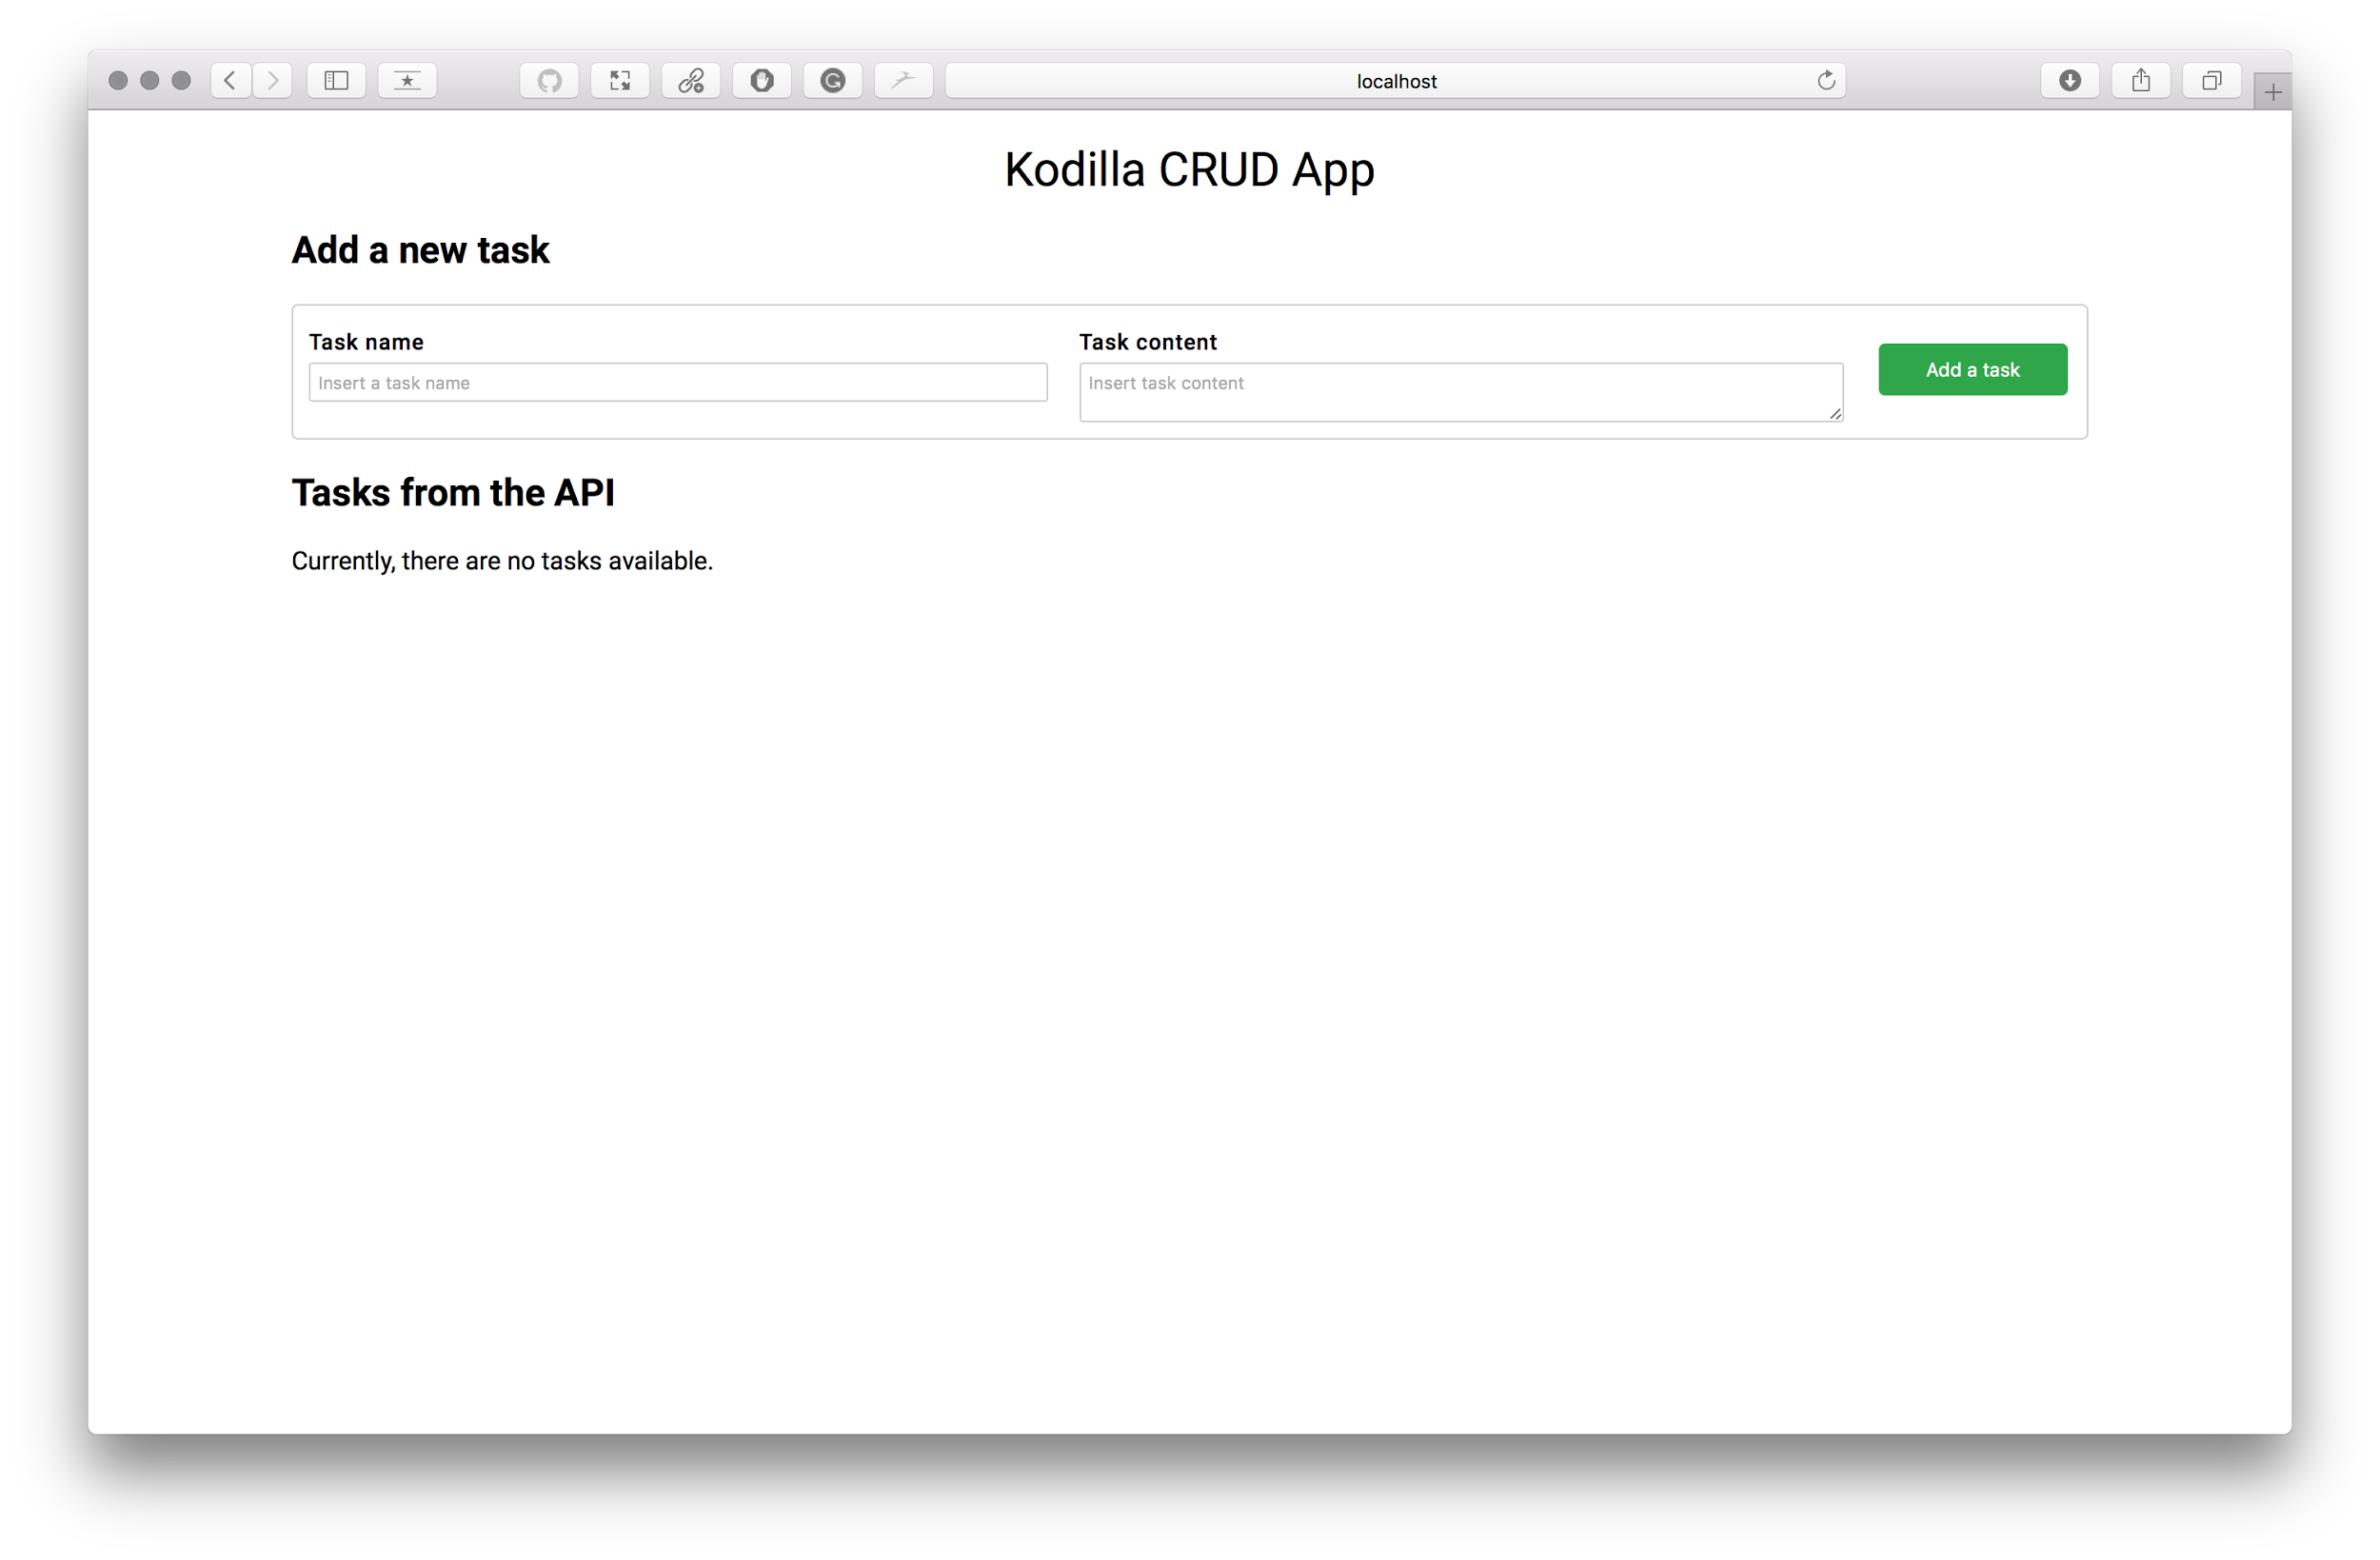 localhost
Kodilla CRUD App
Add a new task
Task name
Task content
Insert a task name
Insert task content
Add a task
Tasks from the API
Currently, there are no tasks available.